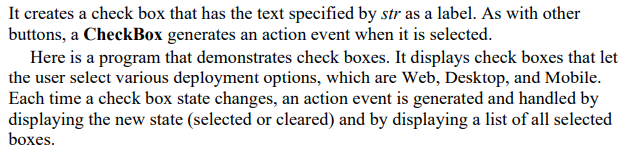 It creates a check box that has the text specified by str as a label. As with other
buttons, a CheckBox generates an action event when it is selected.
Here is a program that demonstrates check boxes. It displays check boxes that let
the user select various deployment options, which are Web, Desktop, and Mobile.
Each time a check box state changes, an action event is generated and handled by
displaying the new state (selected or cleared) and by displaying a list of all selected
boxes.